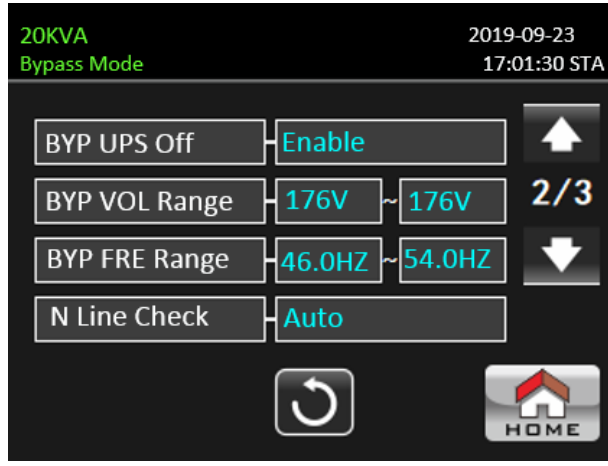 20KVA 2019-09-23
Bypass Mode 17:01:30 STA
BYP UPS Off Enable
BYP VOL Range 176V ~ 176V 2/3
BYP FRE Range 46.0HZ ~ 54.0HZ
N Line Check Auto
HOME